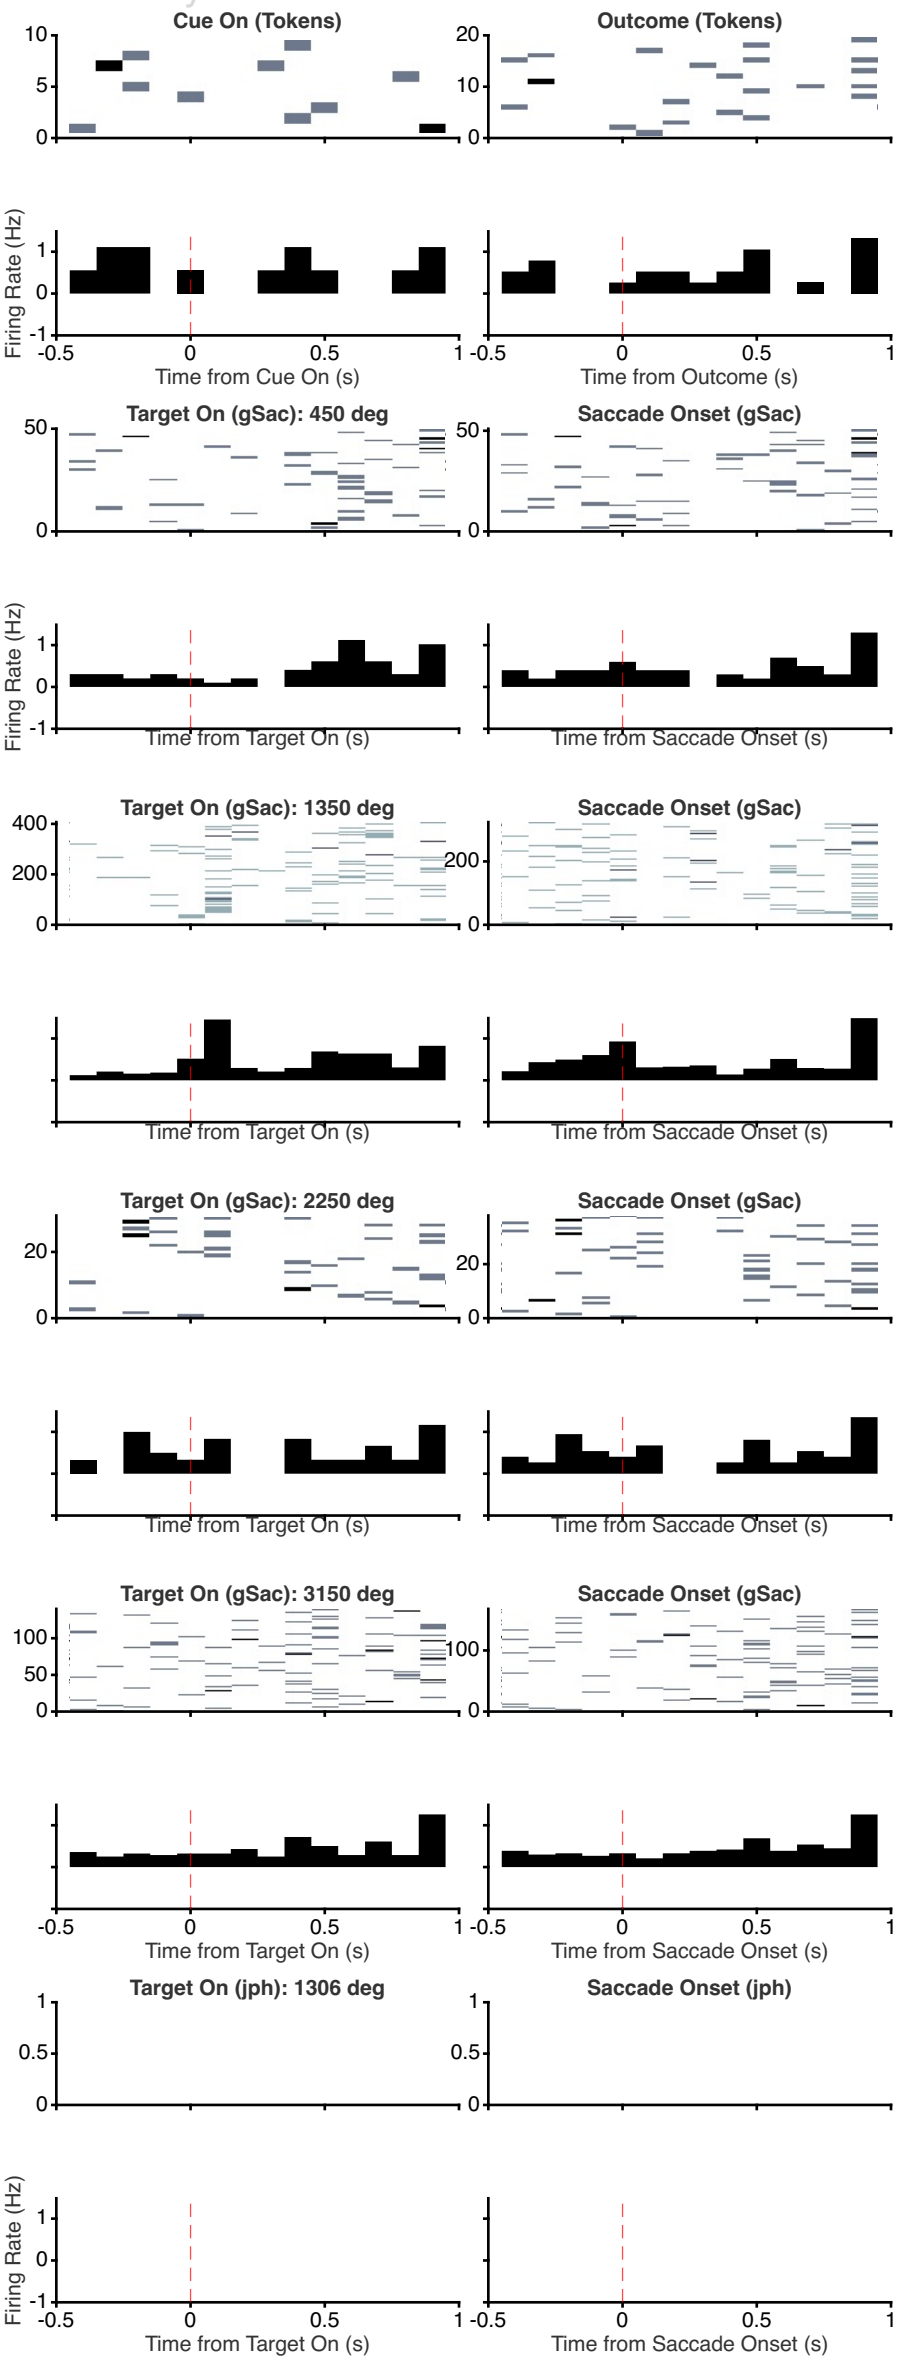 Cue On (Tokens)
Outcome (Tokens)
10
5
0
20
10
0
Firing Rate (Hz)
1
0
-1
-0.5 0 0.5 1
-0.5 0 0.5 1
Time from Cue On (s)
Time from Outcome (s)
Target On (gSac): 450 deg
Saccade Onset (gSac)
50
0
50
0
Firing Rate (Hz)
1
0
-1
Time from Target On (s)
Time from Saccade Onset (s)
Target On (gSac): 1350 deg
Saccade Onset (gSac)
400
200
0
200
0
Time from Target On (s)
Time from Saccade Onset (s)
Target On (gSac): 2250 deg
Saccade Onset (gSac)
20
0
20
0
Time from Target On (s)
Time from Saccade Onset (s)
Target On (gSac): 3150 deg
Saccade Onset (gSac)
100
50
0
100
0
-0.5 0 0.5 1
-0.5 0 0.5 1
Time from Target On (s)
Time from Saccade Onset (s)
Target On (jph): 1306 deg
Saccade Onset (jph)
1
0.5
0
1
0.5
0
Firing Rate (Hz)
1
0
-1
-0.5 0 0.5 1
-0.5 0 0.5 1
Time from Target On (s)
Time from Saccade Onset (s)